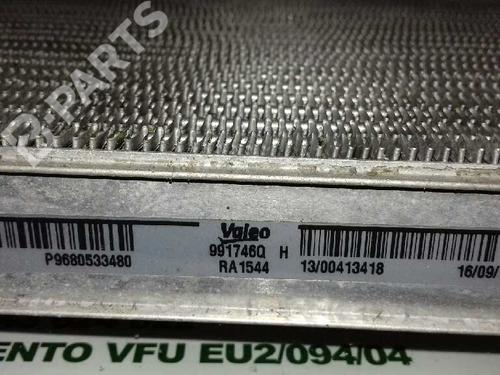 B-PARTS
Valeo
P9680533480
991746Q H
RA1544
13/00413418
16/09/
ENTO VFU EU2/094/04